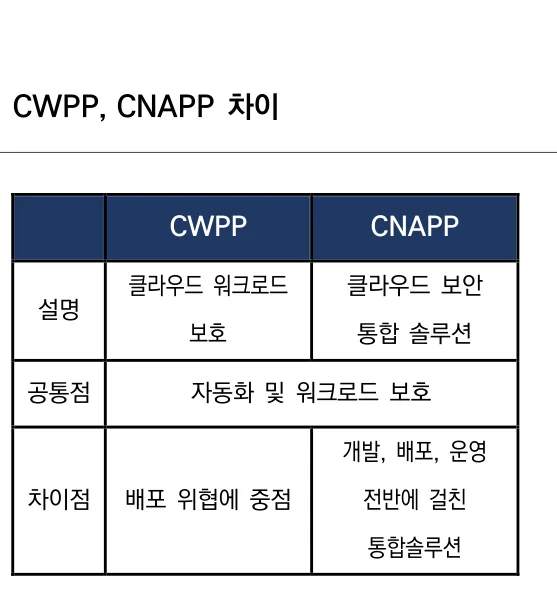 CWPP, CNAPP 차이
CWPP
CNAPP
설명
클라우드 워크로드
보호
클라우드 보안
통합 솔루션
공통점
자동화 및 워크로드 보호
차이점
배포 위협에 중점
개발, 배포, 운영
전반에 걸친
통합솔루션